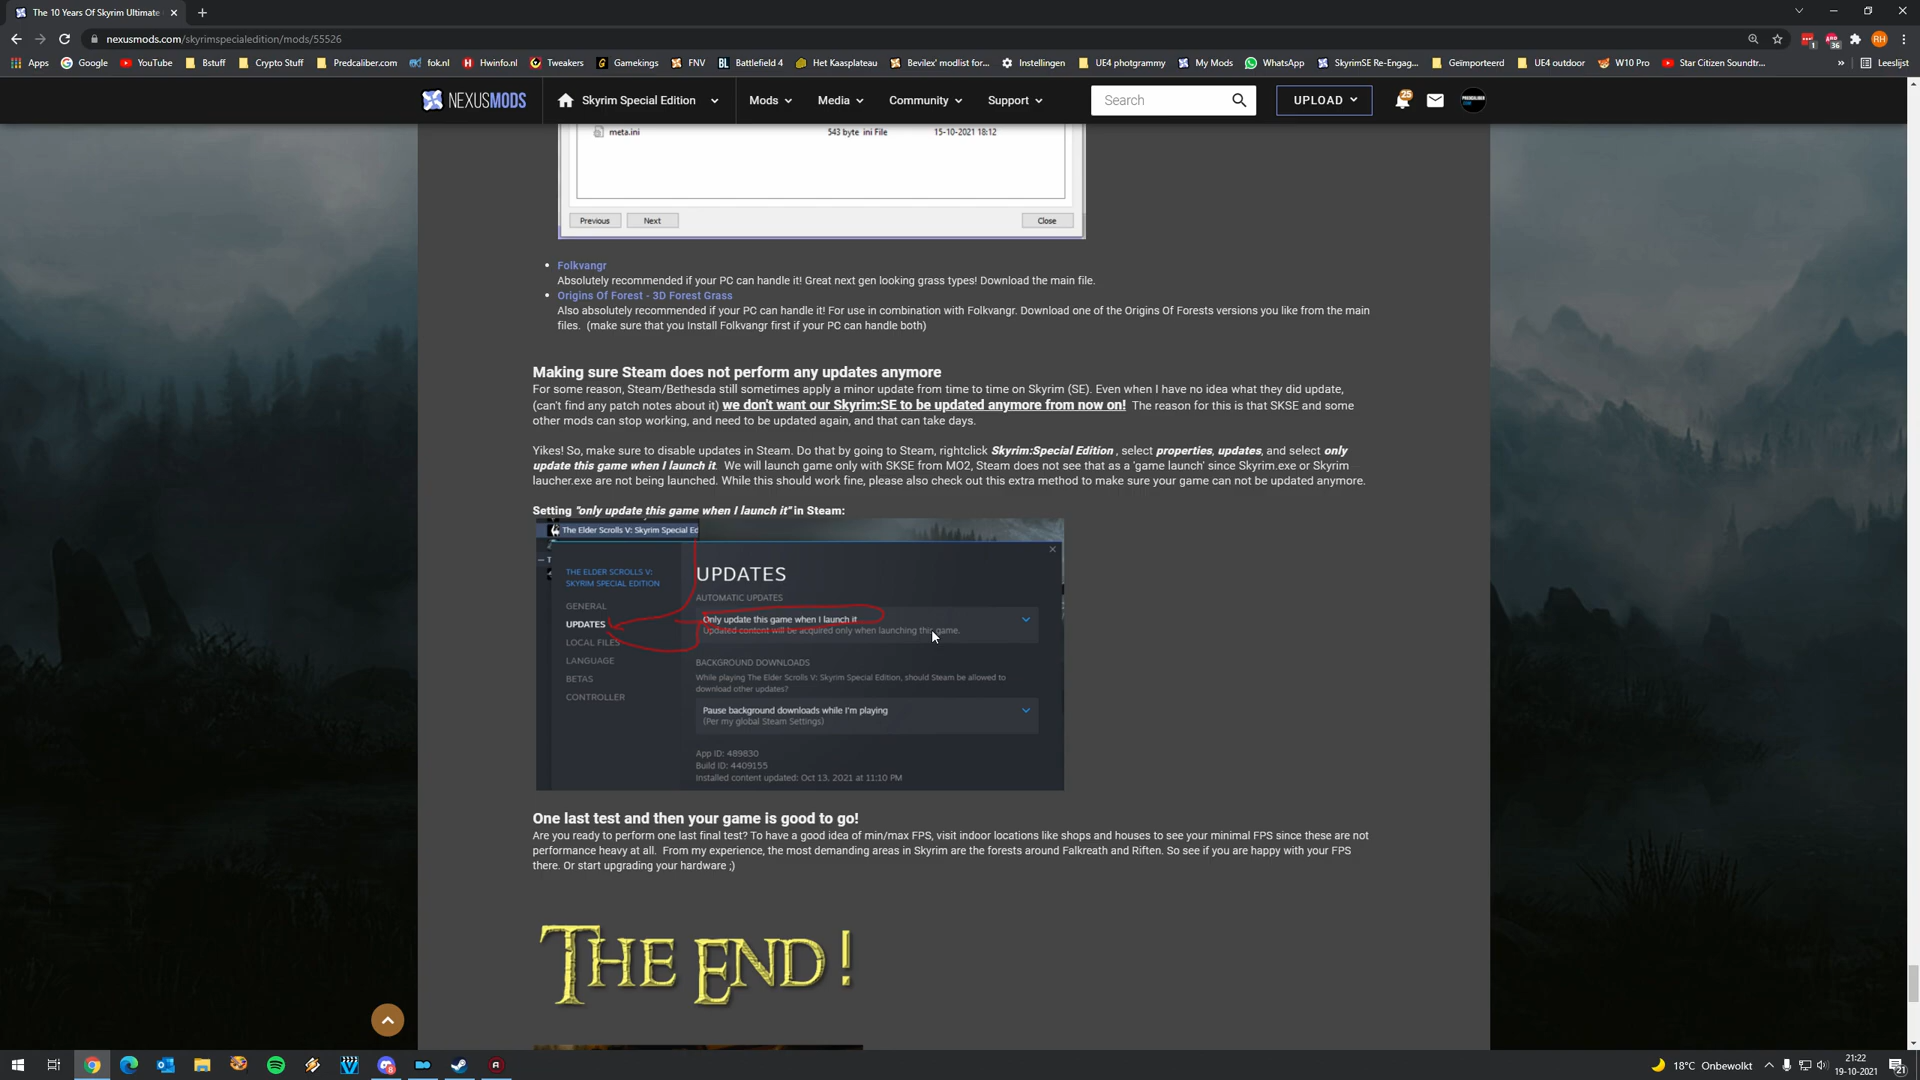 The 10 Years Of Skyrim Ultimate
nexusmods.com/skyrimspecialedition/mods/55526
Apps Google YouTube Bstuff Crypto Stuff Predcaliber.com fok.nl Hwinfo.nl Tweakers Gamekings FNV Battlefield 4 Het Kaasplateau Bevilex' modlist for... Instellingen UE4 photgrammy My Mods WhatsApp SkyrimSE Re-Engag... Geïmporteerd UE4 outdoor W10 Pro Star Citizen Soundtr... » Leeslijst
NEXUSMODS Skyrim Special Edition Mods Media Community Support Search UPLOAD 25
meta.ini 543 byte ini File 15-10-2021 18:12
Previous Next Close
• Folkvangr
Absolutely recommended if your PC can handle it! Great next gen looking grass types! Download the main file.
• Origins Of Forest - 3D Forest Grass
Also absolutely recommended if your PC can handle it! For use in combination with Folkvangr. Download one of the Origins Of Forests versions you like from the main
files. (make sure that you Install Folkvangr first if your PC can handle both)
Making sure Steam does not perform any updates anymore
For some reason, Steam/Bethesda still sometimes apply a minor update from time to time on Skyrim (SE). Even when I have no idea what they did update,
(can't find any patch notes about it) we don't want our Skyrim:SE to be updated anymore from now on! The reason for this is that SKSE and some
other mods can stop working, and need to be updated again, and that can take days.
Yikes! So, make sure to disable updates in Steam. Do that by going to Steam, rightclick Skyrim:Special Edition , select properties, updates, and select only
update this game when I launch it. We will launch game only with SKSE from MO2, Steam does not see that as a 'game launch' since Skyrim.exe or Skyrim
laucher.exe are not being launched. While this should work fine, please also check out this extra method to make sure your game can not be updated anymore.
Setting "only update this game when I launch it" in Steam:
The Elder Scrolls V: Skyrim Special Ed
THE ELDER SCROLLS V:
SKYRIM SPECIAL EDITION
GENERAL
UPDATES
LOCAL FILES
LANGUAGE
BETAS
CONTROLLER
UPDATES
AUTOMATIC UPDATES
Only update this game when I launch it
Updated content will be acquired only when launching this game.
BACKGROUND DOWNLOADS
While playing The Elder Scrolls V: Skyrim Special Edition, should Steam be allowed to
download other updates?
Pause background downloads while I'm playing
(Per my global Steam Settings)
App ID: 489830
Build ID: 4409155
Installed content updated: Oct 13, 2021 at 11:10 PM
One last test and then your game is good to go!
Are you ready to perform one last final test? To have a good idea of min/max FPS, visit indoor locations like shops and houses to see your minimal FPS since these are not
performance heavy at all. From my experience, the most demanding areas in Skyrim are the forests around Falkreath and Riften. So see if you are happy with your FPS
there. Or start upgrading your hardware ;)
THE END !
18°C Onbewolkt 21:22
19-10-2021 21